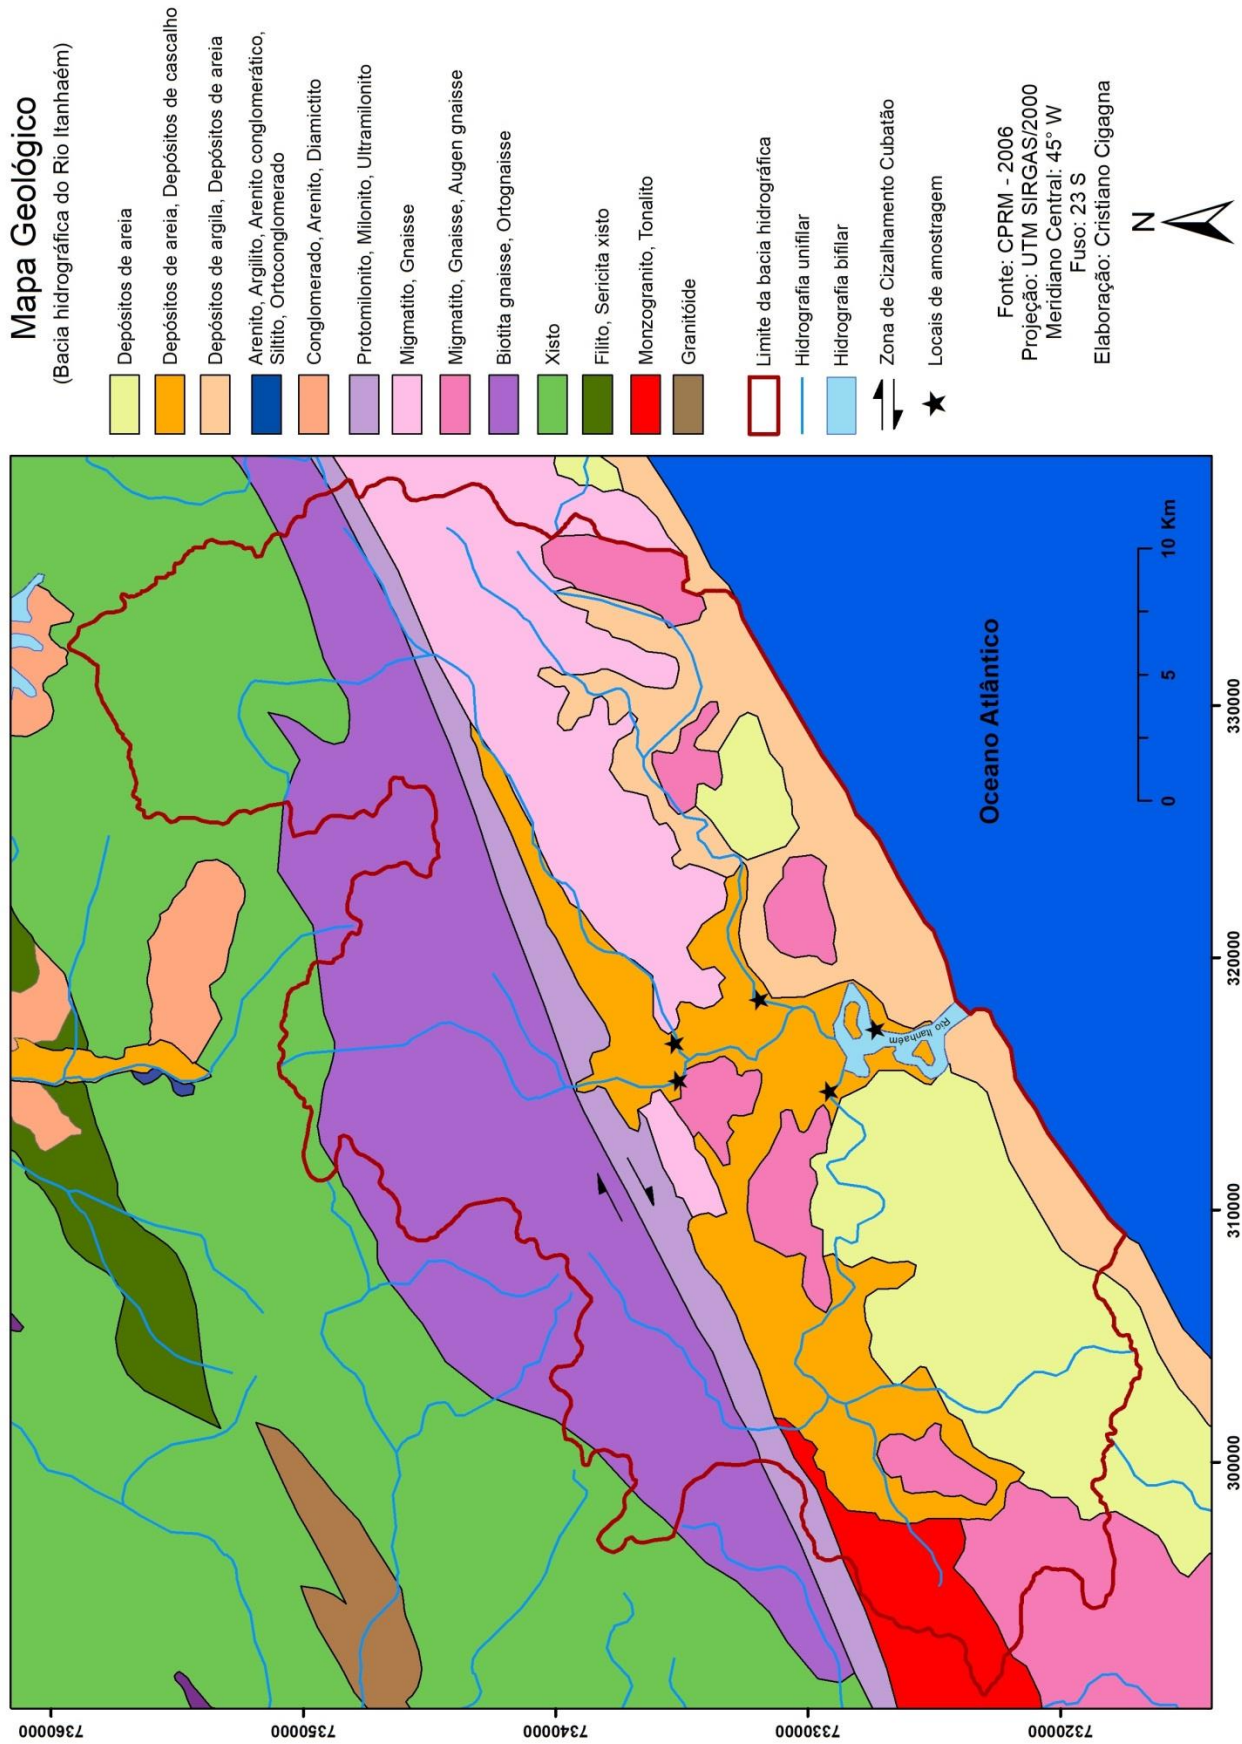 Mapa Geológico
(Bacia hidrográfica do Rio Itanhaém)
Depósitos de areia
Depósitos de areia, Depósitos de cascalho
Depósitos de argila, Depósitos de areia
Arenito, Argilito, Arenito conglomerático,
Siltito, Ortoconglomerado
Conglomerado, Arenito, Diamictito
Protomilonito, Milonito, Ultramilonito
Migmatito, Gnaisse
Migmatito, Gnaisse, Augen gnaisse
Biotita gnaisse, Ortognaisse
Xisto
Filito, Sericita xisto
Monzogranito, Tonalito
Granitóide
Limite da bacia hidrográfica
Hidrografia unifilar
Hidrografia bifilar
Zona de Cizalhamento Cubatão
Locais de amostragem
Fonte: CPRM - 2006
Projeção: UTM SIRGAS/2000
Meridiano Central: 45° W
Fuso: 23 S
Elaboração: Cristiano Cigagna
N
7360000
7350000
7340000
7330000
7320000
300000
310000
320000
330000
Rio Itanhaém
Oceano Atlântico
0 5 10 Km